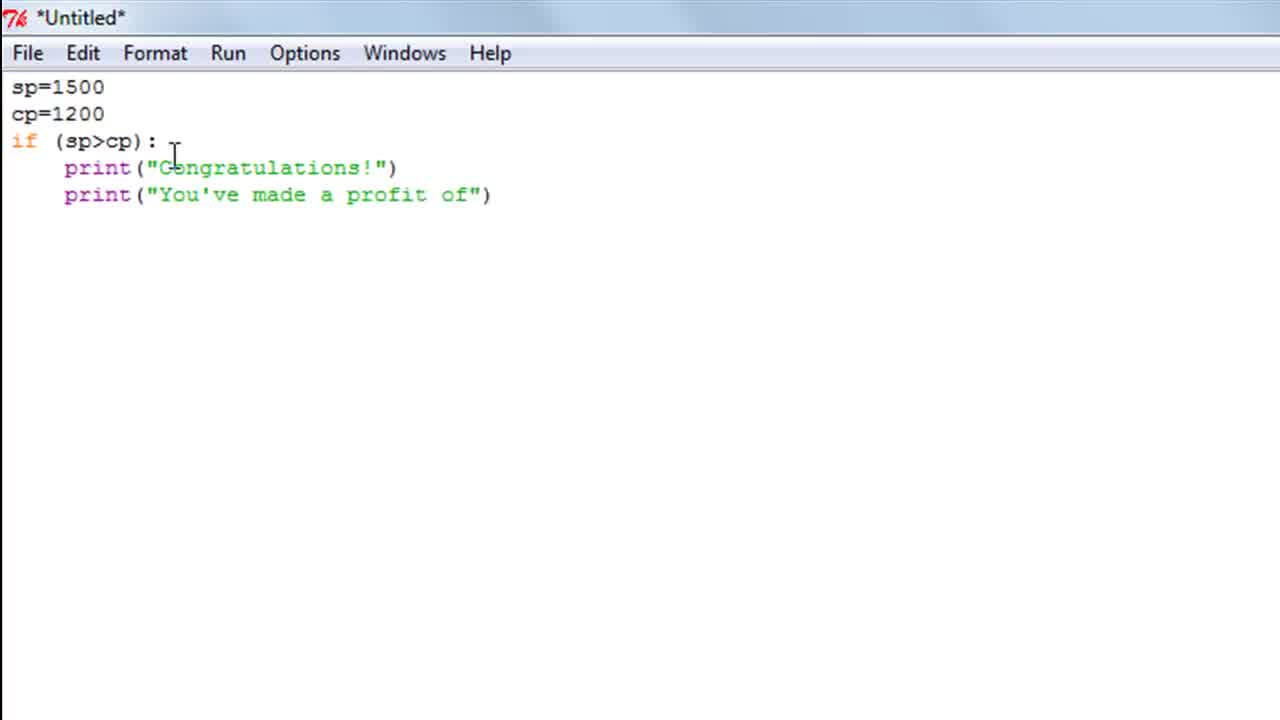 *Untitled*
File Edit Format Run Options Windows Help
sp=1500
cp=1200
if (sp>cp):
    print("Congratulations!")
    print("You've made a profit of")